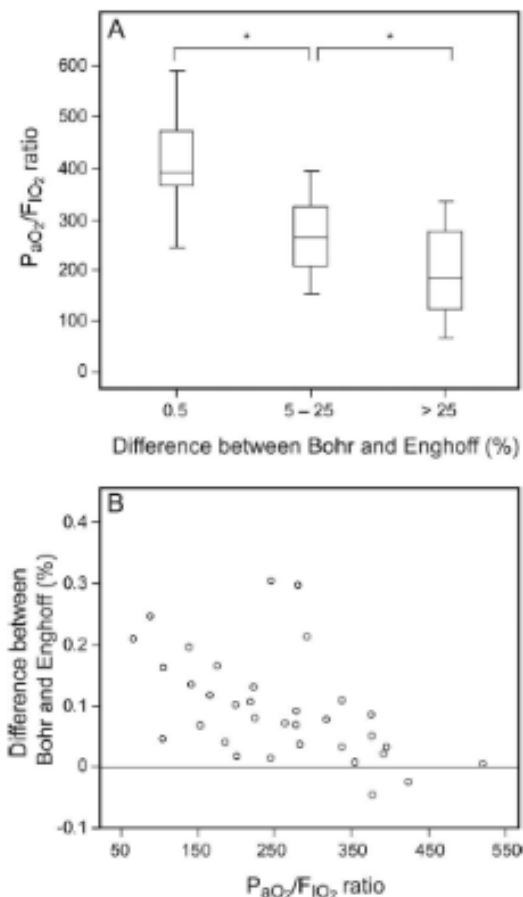 A
* *
600
500
400
300
200
100
0
PaO2/FIO2 ratio
0.5 5 – 25 > 25
Difference between Bohr and Enghoff (%)
B
0.4
0.3
0.2
0.1
0
-0.1
Difference between
Bohr and Enghoff (%)
50 150 250 350 450 550
PaO2/FIO2 ratio